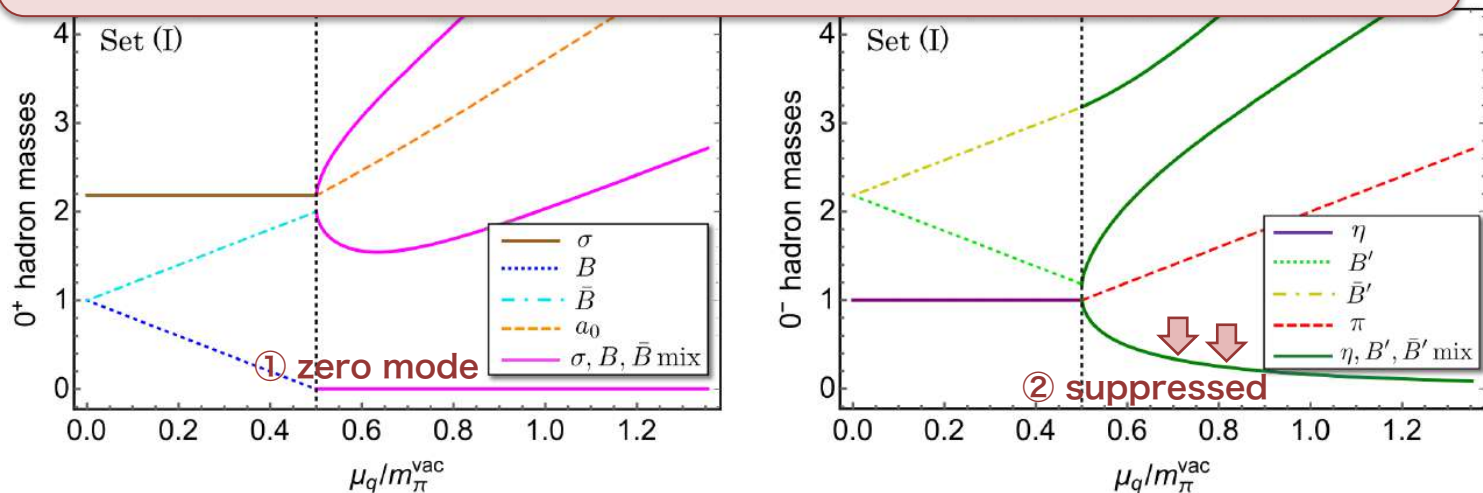 Set (I)
4
3
2
1
0
0⁺ hadron masses
σ
B
B̄
a₀
σ, B, B̄ mix
① zero mode
0.0 0.2 0.4 0.6 0.8 1.0 1.2
μ_q/m_π^vac
Set (I)
4
3
2
1
0
0⁻ hadron masses
η
B′
B̄′
π
η, B′, B̄′ mix
② suppressed
0.0 0.2 0.4 0.6 0.8 1.0 1.2
μ_q/m_π^vac